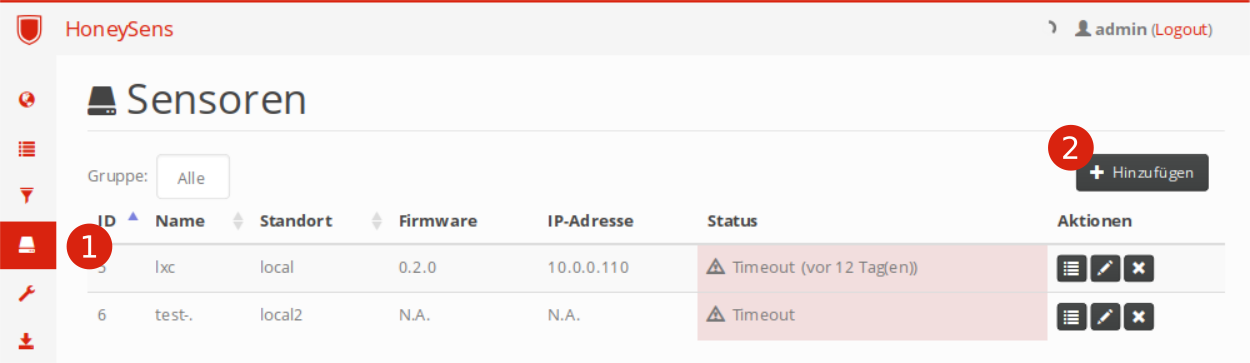 HoneySens
admin (Logout)
Sensoren
Gruppe: Alle
2
+ Hinzufügen
ID Name Standort Firmware IP-Adresse Status Aktionen
1
5 lxc local 0.2.0 10.0.0.110 Timeout (vor 12 Tag(en))
6 test-. local2 N.A. N.A. Timeout